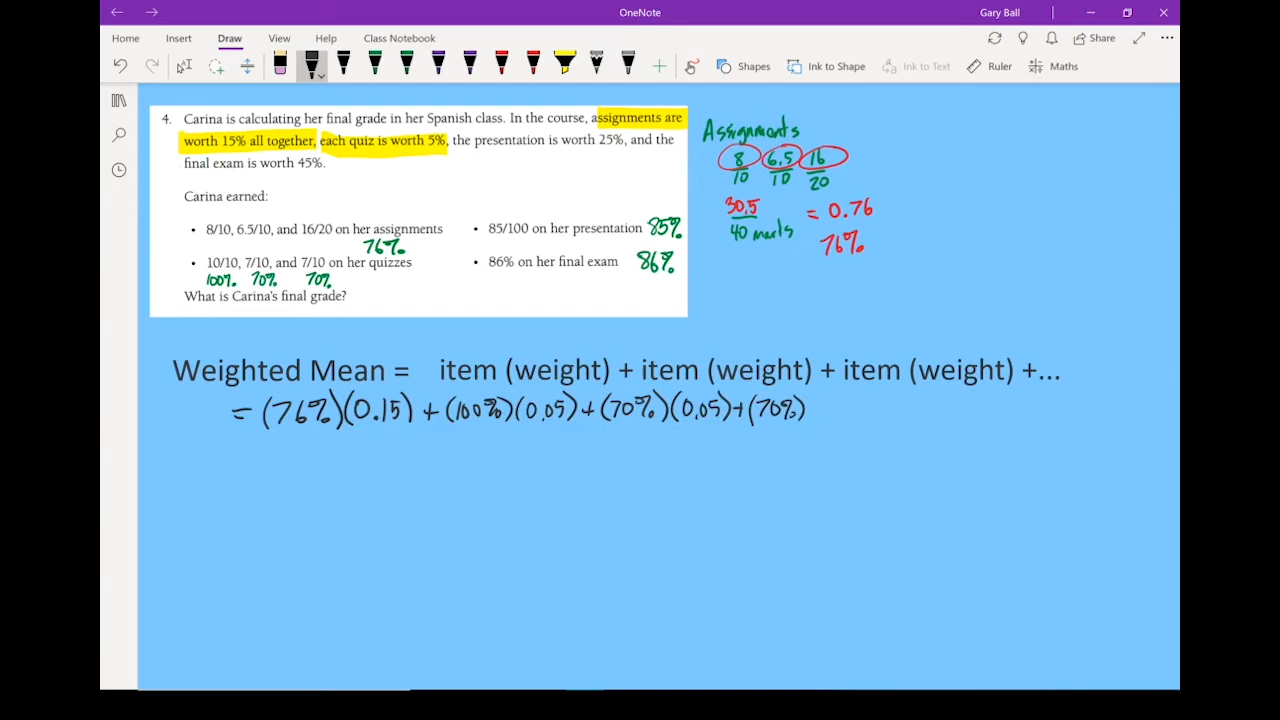 OneNote
Gary Ball
Home Insert Draw View Help Class Notebook
Share
Shapes Ink to Shape Ink to Text Ruler Maths
4. Carina is calculating her final grade in her Spanish class. In the course, assignments are
worth 15% all together, each quiz is worth 5%, the presentation is worth 25%, and the
final exam is worth 45%.
Carina earned:
• 8/10, 6.5/10, and 16/20 on her assignments
76%
• 10/10, 7/10, and 7/10 on her quizzes
100% 70% 70%
• 85/100 on her presentation 85%
• 86% on her final exam 86%
What is Carina's final grade?
Assignments
8 6.5 16
10 10 20
30.5 = 0.76
40 marks 76%
Weighted Mean = item (weight) + item (weight) + item (weight) +...
= (76%)(0.15) + (100%)(0.05) + (70%)(0.05) + (70%)